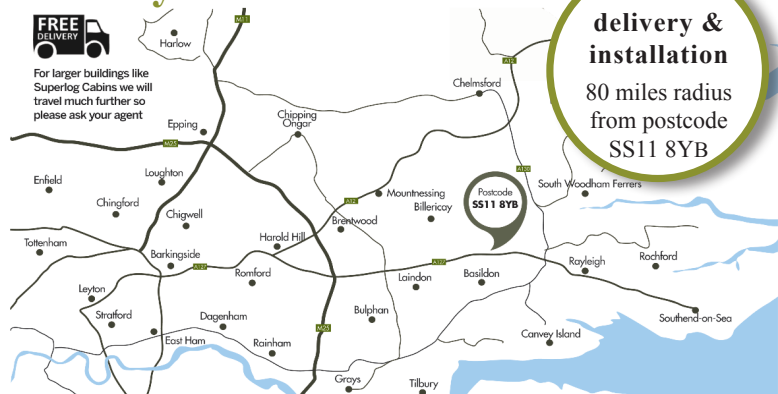 FREE
DELIVERY
For larger buildings like
Superlog Cabins we will
travel much further so
please ask your agent
delivery &
installation
80 miles radius
from postcode
SS11 8YB
M11
Harlow
A12
Chelmsford
Chipping
Ongar
Epping
M25
Loughton
Enfield
Chingford
Chigwell
A12
Mountnessing
Billericay
Brentwood
Postcode
SS11 8YB
A130
South Woodham Ferrers
Tottenham
Barkingside
Harold Hill
A127
Romford
A127
Laindon
Basildon
Rayleigh
Rochford
Leyton
Stratford
Dagenham
East Ham
Rainham
M25
Bulphan
Canvey Island
Southend-on-Sea
Grays
Tilbury